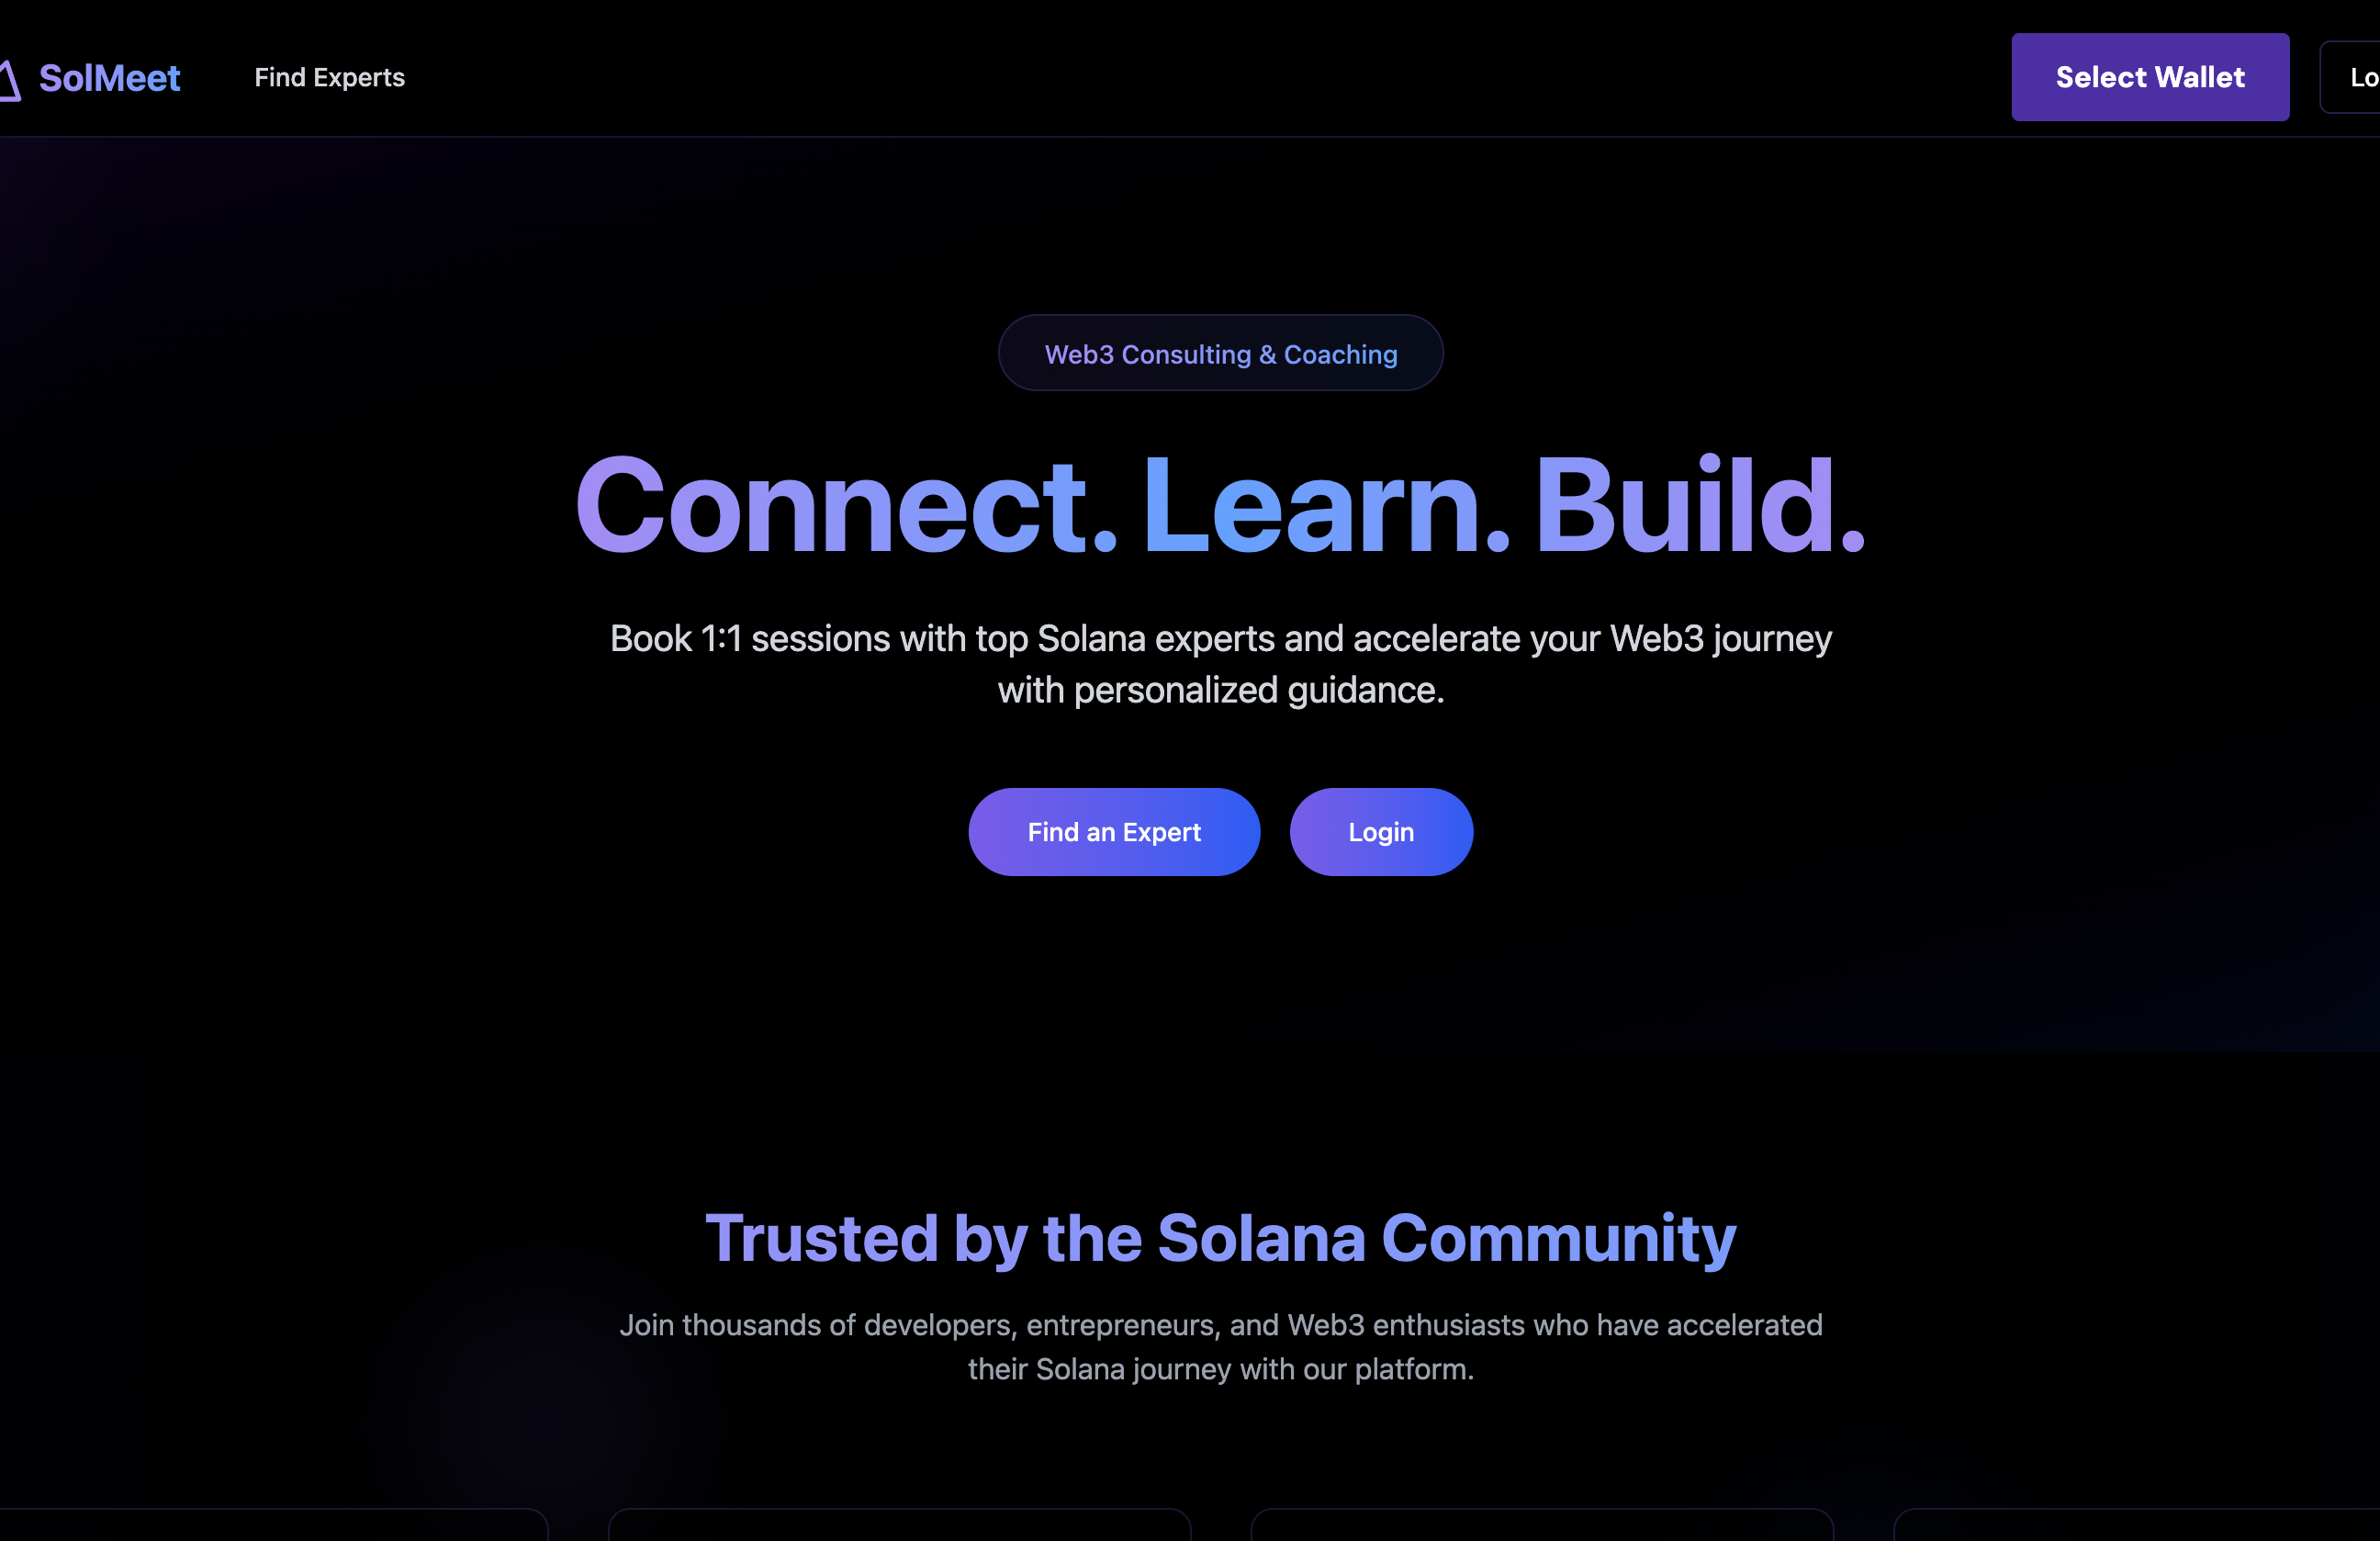 SolMeet
Find Experts
Select Wallet
Lo
Web3 Consulting & Coaching
Connect. Learn. Build.
Book 1:1 sessions with top Solana experts and accelerate your Web3 journey
with personalized guidance.
Find an Expert
Login
Trusted by the Solana Community
Join thousands of developers, entrepreneurs, and Web3 enthusiasts who have accelerated
their Solana journey with our platform.